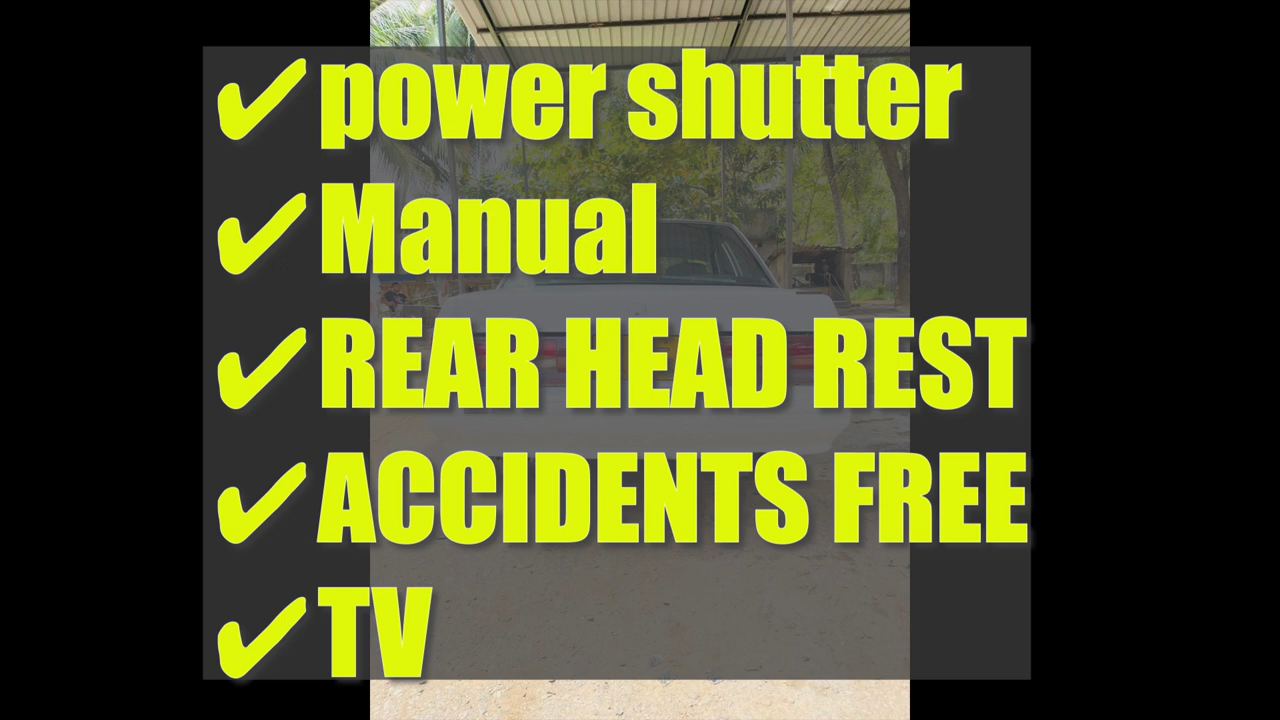 ✔power shutter
✔Manual
✔REAR HEAD REST
✔ACCIDENTS FREE
✔TV